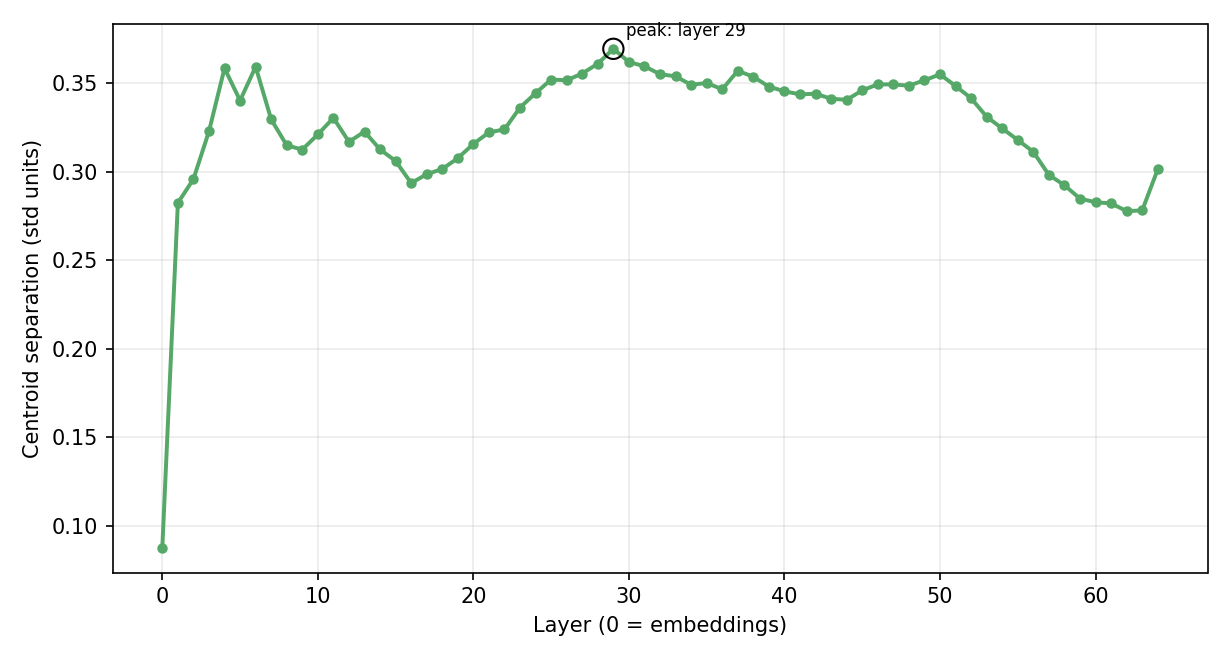 peak: layer 29
Centroid separation (std units)
0.35
0.30
0.25
0.20
0.15
0.10
0 10 20 30 40 50 60
Layer (0 = embeddings)